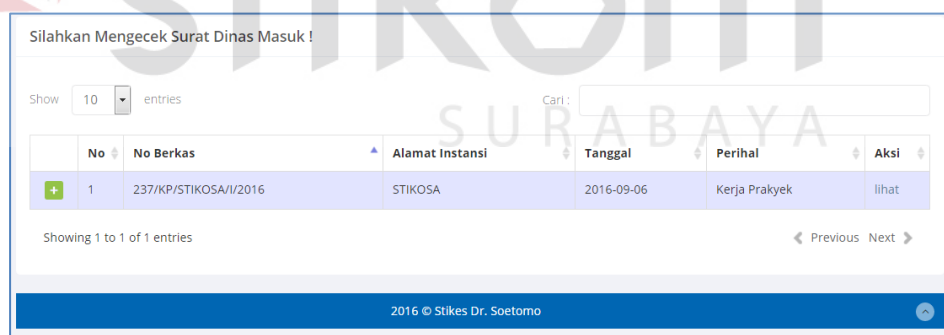 Silahkan Mengecek Surat Dinas Masuk !
Show 10 entries Cari :
SURABAYA
No No Berkas Alamat Instansi Tanggal Perihal Aksi
1 237/KP/STIKOSA/I/2016 STIKOSA 2016-09-06 Kerja Prakyek lihat
Showing 1 to 1 of 1 entries Previous Next
2016 © Stikes Dr. Soetomo